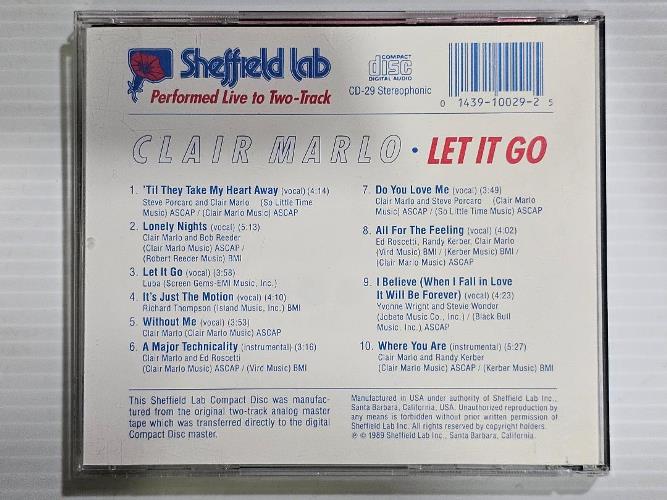 Sheffield Lab
Performed Live to Two-Track
COMPACT
disc
DIGITAL AUDIO
CD-29 Stereophonic
0 1439-10029-2 5
CLAIR MARLO • LET IT GO
1. 'Til They Take My Heart Away (vocal) (4:14)
Steve Porcaro and Clair Marlo (So Little Time
Music) ASCAP / (Clair Marlo Music) ASCAP
2. Lonely Nights (vocal) (5:13)
Clair Marlo and Bob Reeder
(Clair Marlo Music) ASCAP /
(Robert Reeder Music) BMI
3. Let It Go (vocal) (3:58)
Luba (Screen Gems-EMI Music, Inc.)
4. It's Just The Motion (vocal) (4:10)
Richard Thompson (Island Music, Inc.) BMI
5. Without Me (vocal) (3:53)
Clair Marlo (Clair Marlo Music) ASCAP
6. A Major Technicality (instrumental) (3:16)
Clair Marlo and Ed Roscetti
(Clair Marlo Music) ASCAP / (Vird Music) BMI
7. Do You Love Me (vocal) (3:49)
Clair Marlo and Steve Porcaro (Clair Marlo
Music) ASCAP / (So Little Time Music) ASCAP
8. All For The Feeling (vocal) (4:02)
Ed Roscetti, Randy Kerber, Clair Marlo
(Vird Music) BMI / (Kerber Music) BMI /
(Clair Marlo Music) ASCAP
9. I Believe (When I Fall in Love
It Will Be Forever) (vocal) (4:23)
Yvonne Wright and Stevie Wonder
(Jobete Music Co., Inc.) / (Black Bull
Music, Inc.) ASCAP
10. Where You Are (instrumental) (5:27)
Clair Marlo and Randy Kerber
(Clair Marlo Music) ASCAP / (Kerber Music) BMI
This Sheffield Lab Compact Disc was manufac-
tured from the original two-track analog master
tape which was transferred directly to the digital
Compact Disc master.
Manufactured in USA under authority of Sheffield Lab Inc.,
Santa Barbara, California, USA. Unauthorized reproduction by
any means is forbidden without prior written permission of
Sheffield Lab Inc. All rights reserved by copyright holders.
℗ © 1989 Sheffield Lab Inc., Santa Barbara, California.